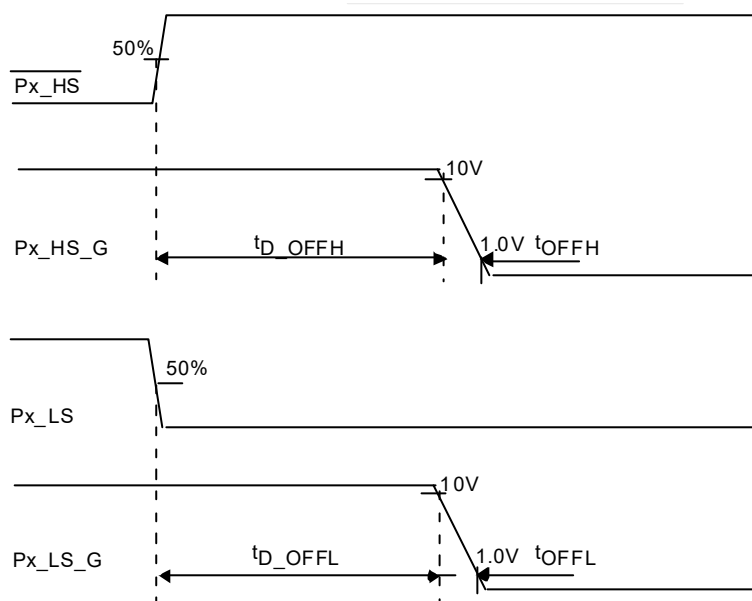 50%
Px_HS
10V
Px_HS_G
tD_OFFH
1.0V tOFFH
50%
Px_LS
10V
Px_LS_G
tD_OFFL
1.0V tOFFL